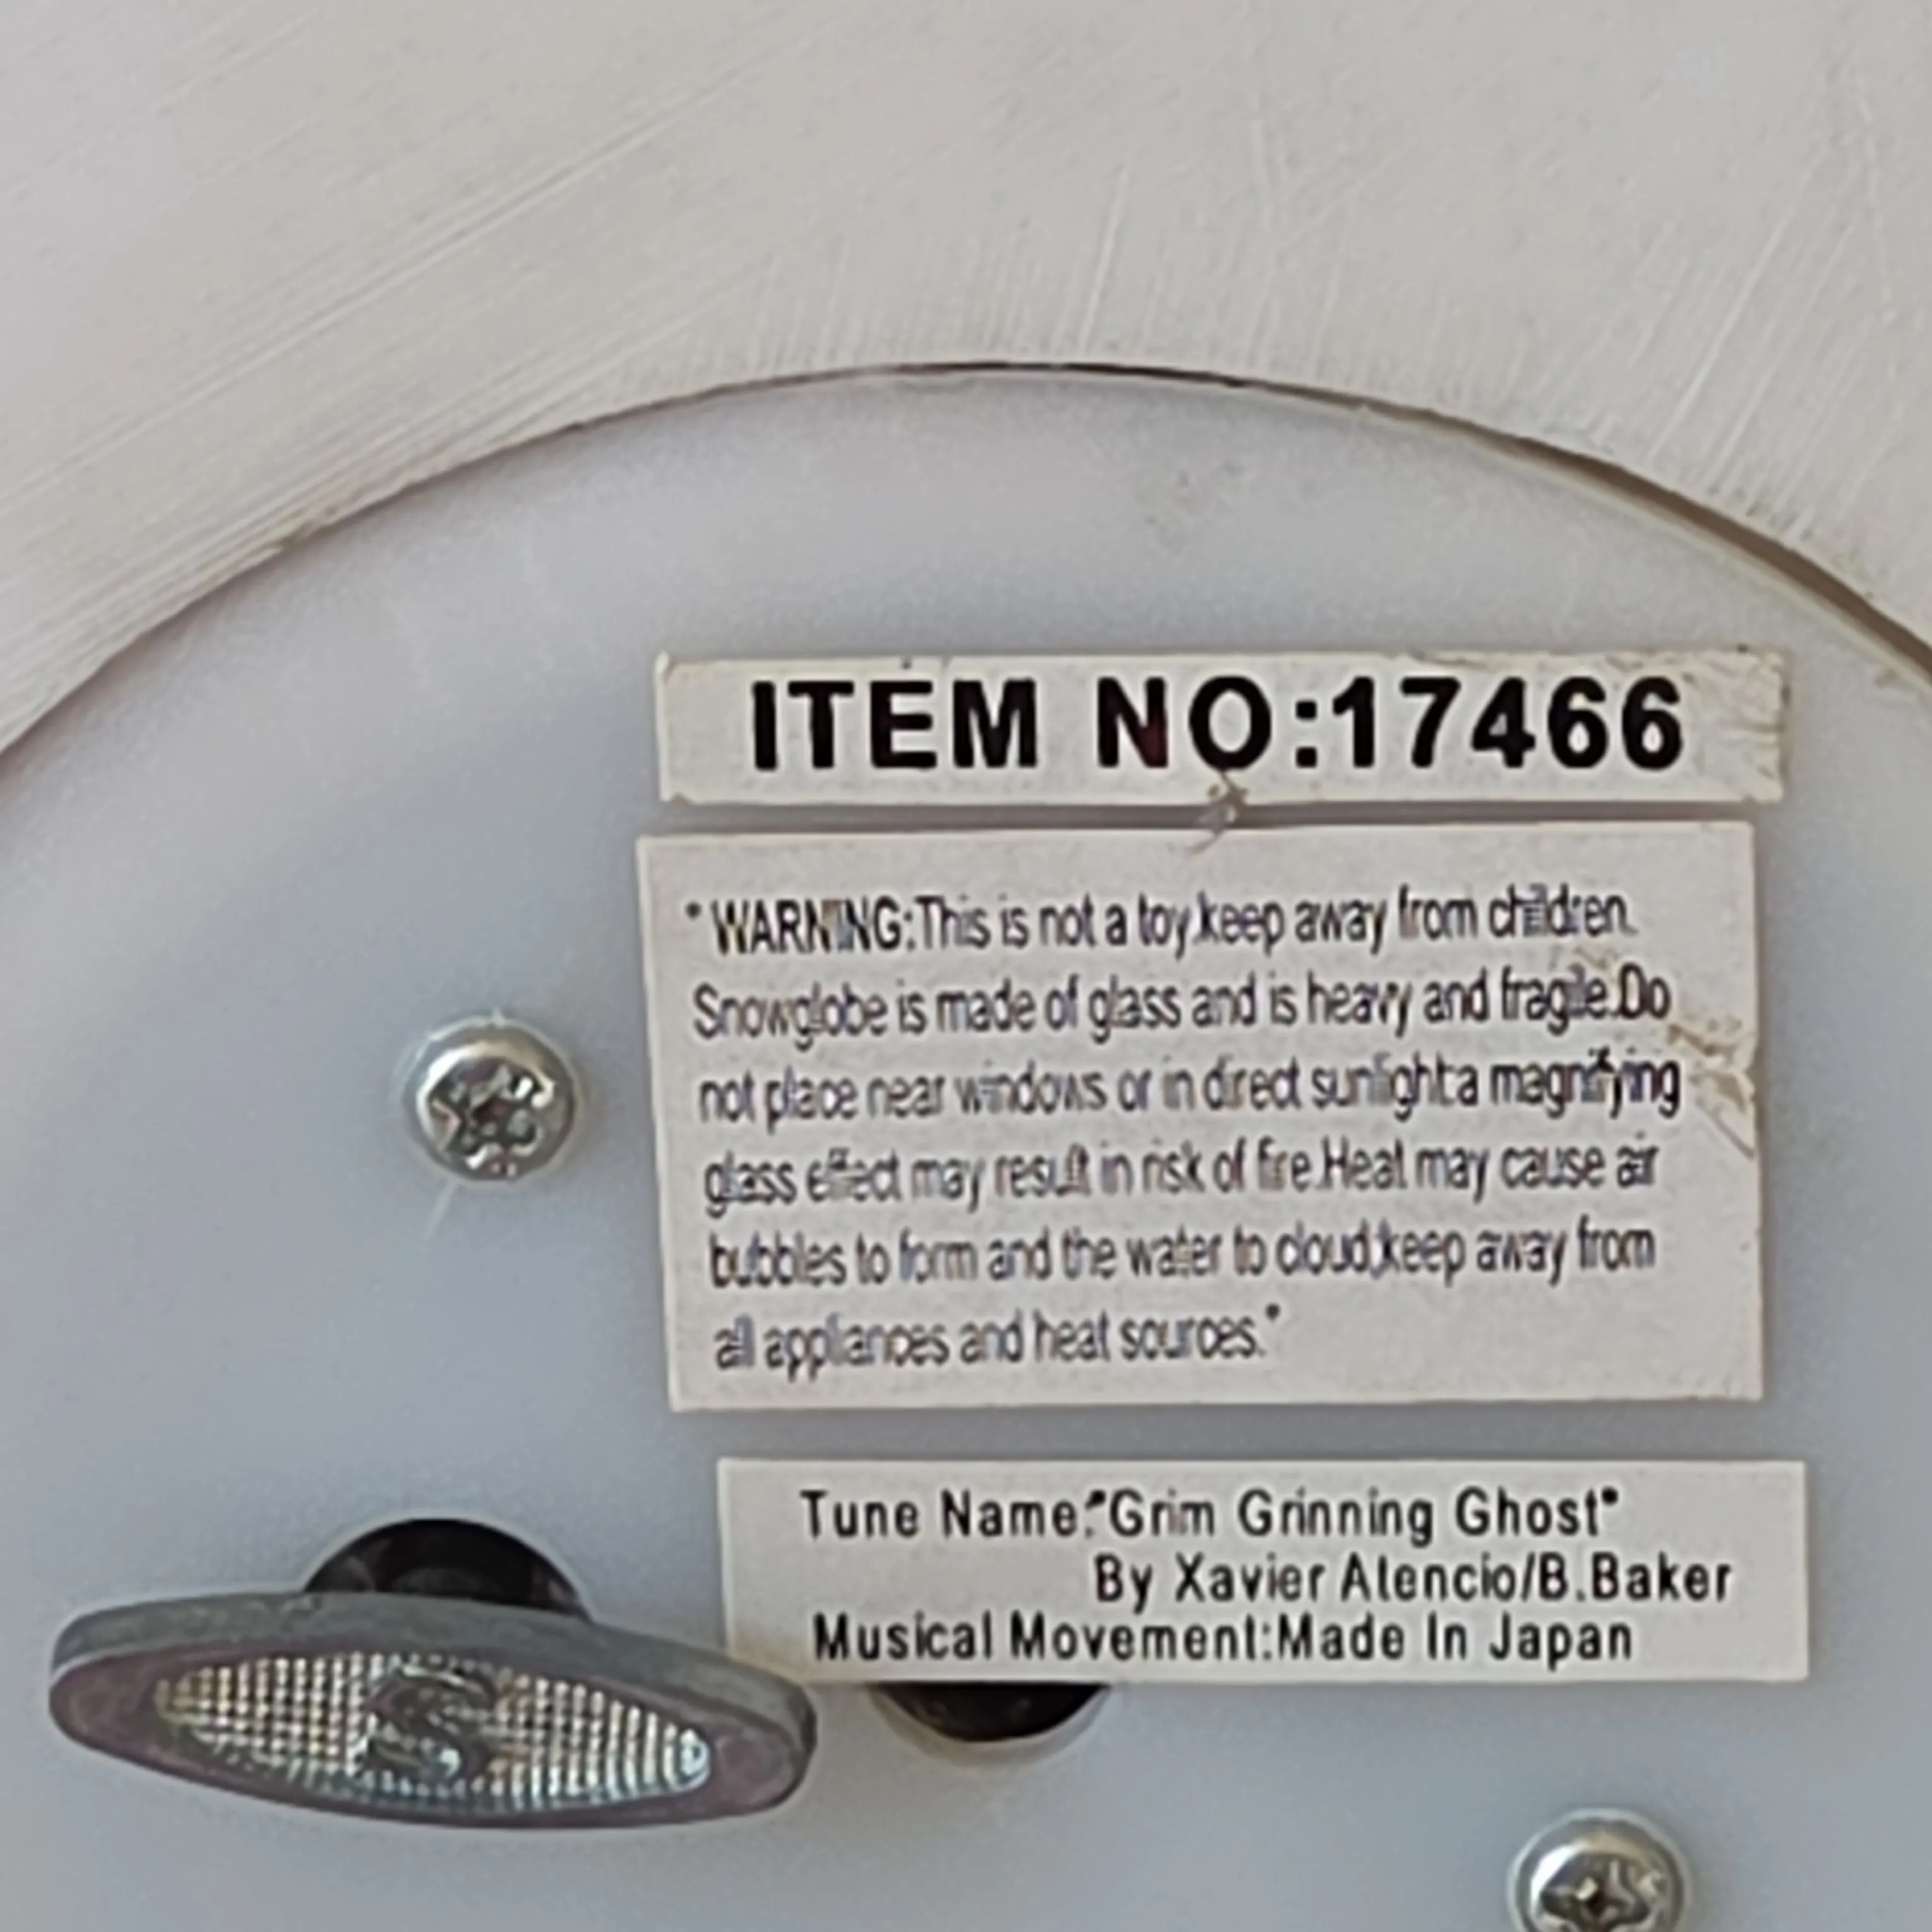 ITEM NO:17466
"WARNING:This is not a toy,keep away from children.
Snowglobe is made of glass and is heavy and fragile.Do
not place near windows or in direct sunlight:a magnifying
glass effect may result in risk of fire.Heat may cause air
bubbles to form and the water to cloud;keep away from
all appliances and heat sources."
Tune Name:"Grim Grinning Ghost"
By Xavier Atencio/B.Baker
Musical Movement:Made In Japan
S